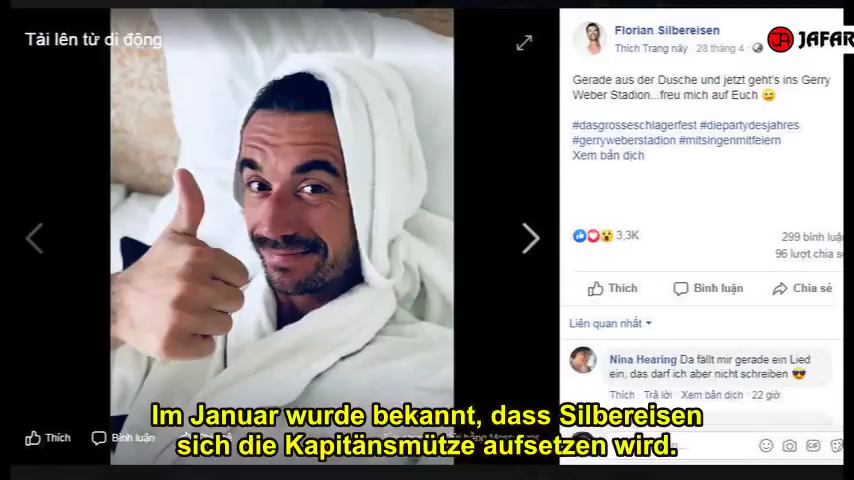 Tải lên từ di động
Florian Silbereisen
Thích Trang này · 28 tháng 4 ·
JAFAR
Gerade aus der Dusche und jetzt geht's ins Gerry
Weber Stadion...freu mich auf Euch 😄
#dasgrosseschlagerfest #diepartydesjahres
#gerryweberstadion #mitsingenmitfeiern
Xem bản dịch
3,3K
299 bình luậ
96 lượt chia s
Thích Bình luận Chia sẻ
Liên quan nhất
Nina Hearing Da fällt mir gerade ein Lied
ein, das darf ich aber nicht schreiben 😎
Thích · Trả lời · Xem bản dịch · 22 giờ
Thích Bình luận
Im Januar wurde bekannt, dass Silbereisen
sich die Kapitänsmütze aufsetzen wird.